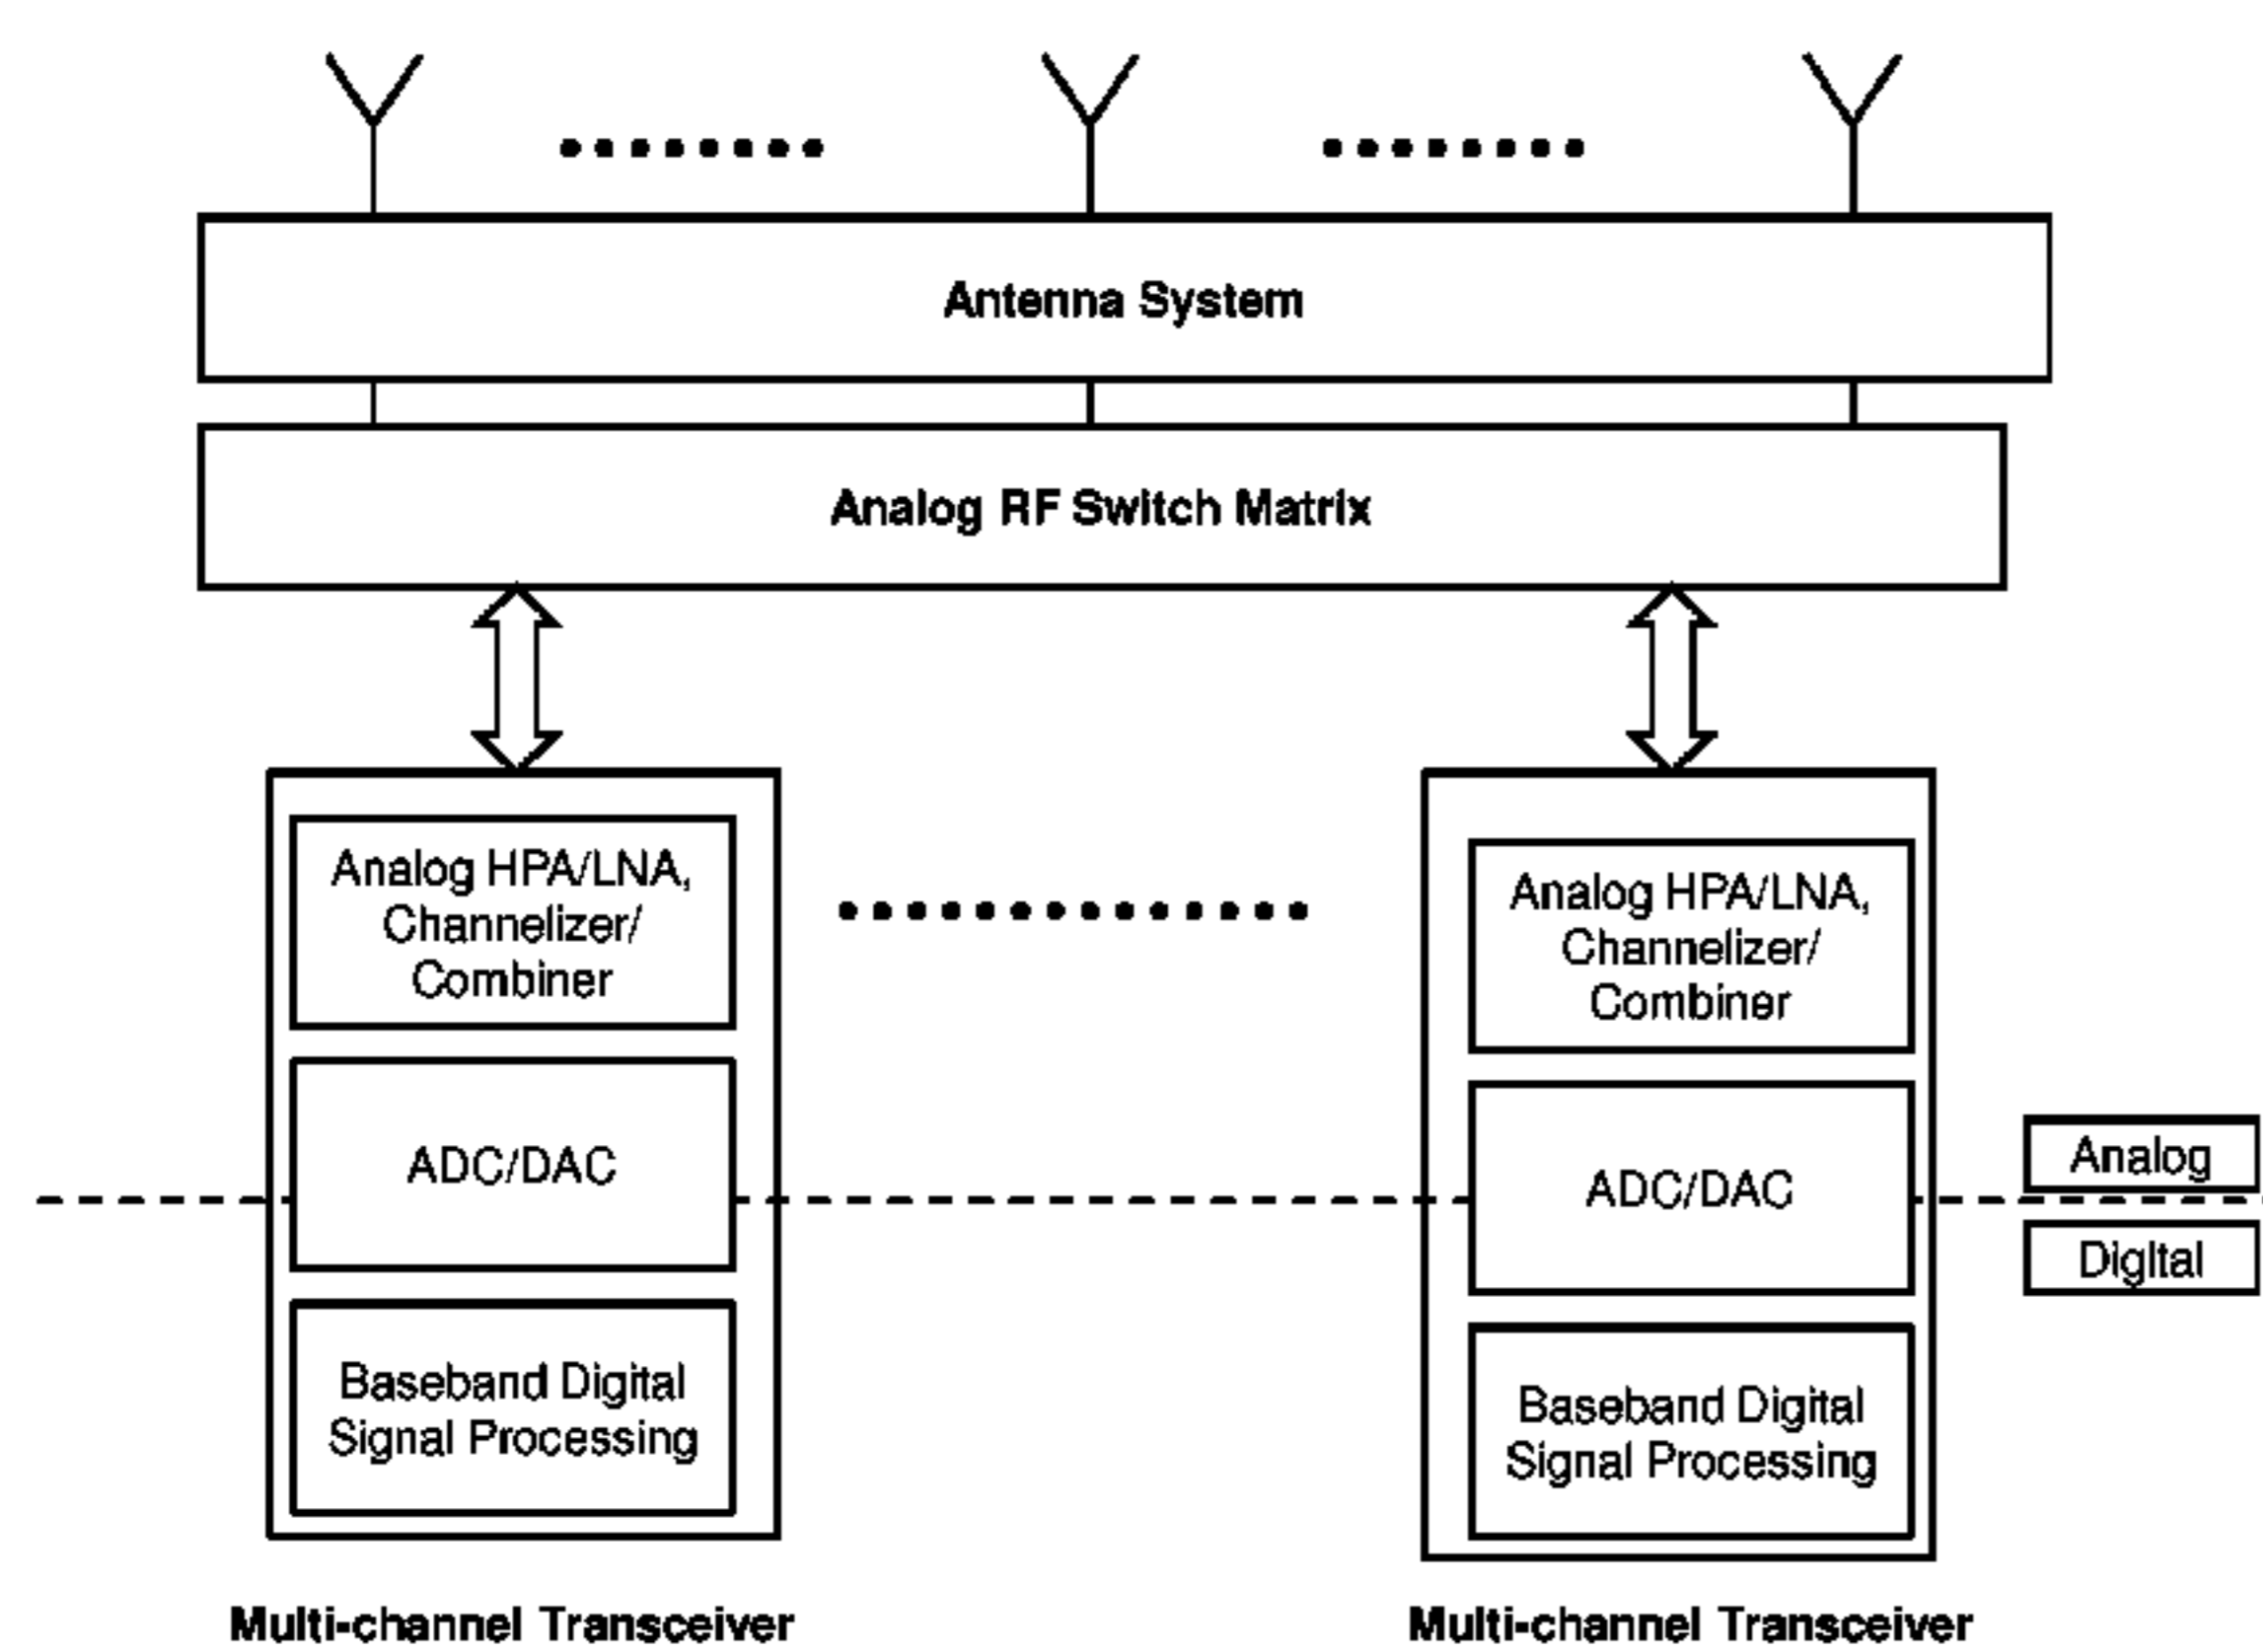 Antenna System
Analog RF Switch Matrix
Analog HPA/LNA,
Channelizer/
Combiner
ADC/DAC
Baseband Digital
Signal Processing
Multi-channel Transceiver
Analog HPA/LNA,
Channelizer/
Combiner
ADC/DAC
Baseband Digital
Signal Processing
Multi-channel Transceiver
Analog
Digital